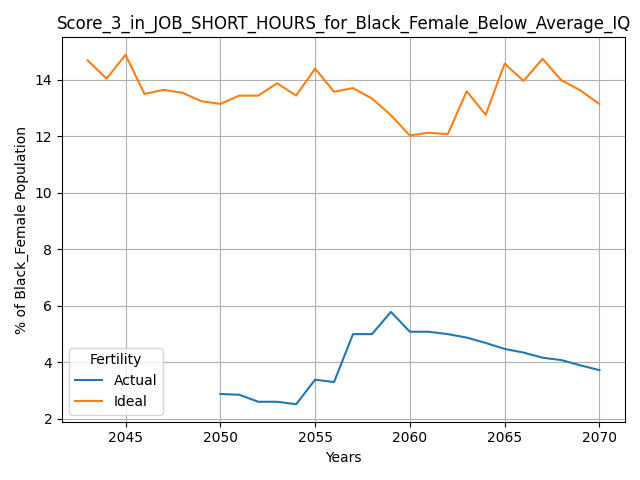 Score_3_in_JOB_SHORT_HOURS_for_Black_Female_Below_Average_IQ
% of Black_Female Population
14
12
10
8
6
4
2
Fertility
Actual
Ideal
2045 2050 2055 2060 2065 2070
Years